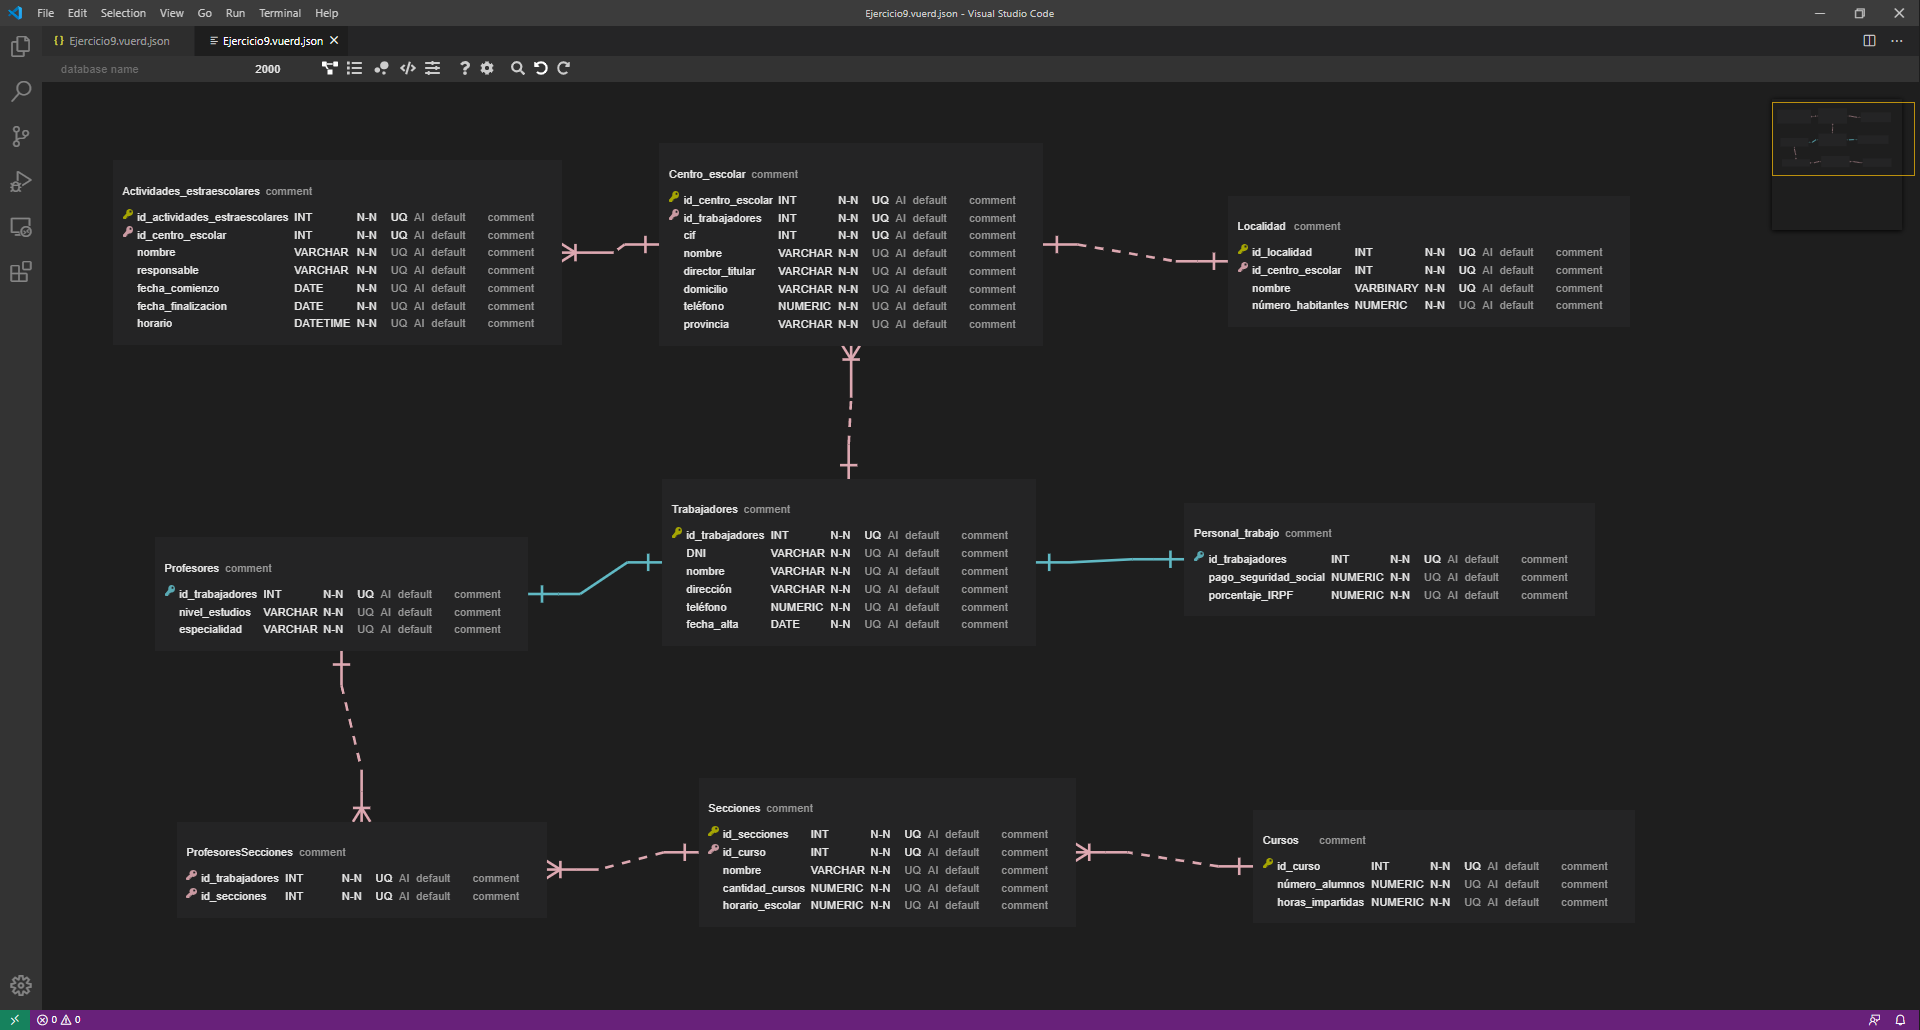 File Edit Selection View Go Run Terminal Help
Ejercicio9.vuerd.json - Visual Studio Code
{} Ejercicio9.vuerd.json
Ejercicio9.vuerd.json
database name 2000
Actividades_estraescolares comment
id_actividades_estraescolares INT N-N UQ AI default comment
id_centro_escolar INT N-N UQ AI default comment
nombre VARCHAR N-N UQ AI default comment
responsable VARCHAR N-N UQ AI default comment
fecha_comienzo DATE N-N UQ AI default comment
fecha_finalizacion DATE N-N UQ AI default comment
horario DATETIME N-N UQ AI default comment
Centro_escolar comment
id_centro_escolar INT N-N UQ AI default comment
id_trabajadores INT N-N UQ AI default comment
cif INT N-N UQ AI default comment
nombre VARCHAR N-N UQ AI default comment
director_titular VARCHAR N-N UQ AI default comment
domicilio VARCHAR N-N UQ AI default comment
teléfono NUMERIC N-N UQ AI default comment
provincia VARCHAR N-N UQ AI default comment
Localidad comment
id_localidad INT N-N UQ AI default comment
id_centro_escolar INT N-N UQ AI default comment
nombre VARBINARY N-N UQ AI default comment
número_habitantes NUMERIC N-N UQ AI default comment
Profesores comment
id_trabajadores INT N-N UQ AI default comment
nivel_estudios VARCHAR N-N UQ AI default comment
especialidad VARCHAR N-N UQ AI default comment
Trabajadores comment
id_trabajadores INT N-N UQ AI default comment
DNI VARCHAR N-N UQ AI default comment
nombre VARCHAR N-N UQ AI default comment
dirección VARCHAR N-N UQ AI default comment
teléfono NUMERIC N-N UQ AI default comment
fecha_alta DATE N-N UQ AI default comment
Personal_trabajo comment
id_trabajadores INT N-N UQ AI default comment
pago_seguridad_social NUMERIC N-N UQ AI default comment
porcentaje_IRPF NUMERIC N-N UQ AI default comment
ProfesoresSecciones comment
id_trabajadores INT N-N UQ AI default comment
id_secciones INT N-N UQ AI default comment
Secciones comment
id_secciones INT N-N UQ AI default comment
id_curso INT N-N UQ AI default comment
nombre VARCHAR N-N UQ AI default comment
cantidad_cursos NUMERIC N-N UQ AI default comment
horario_escolar NUMERIC N-N UQ AI default comment
Cursos comment
id_curso INT N-N UQ AI default comment
número_alumnos NUMERIC N-N UQ AI default comment
horas_impartidas NUMERIC N-N UQ AI default comment
0 0